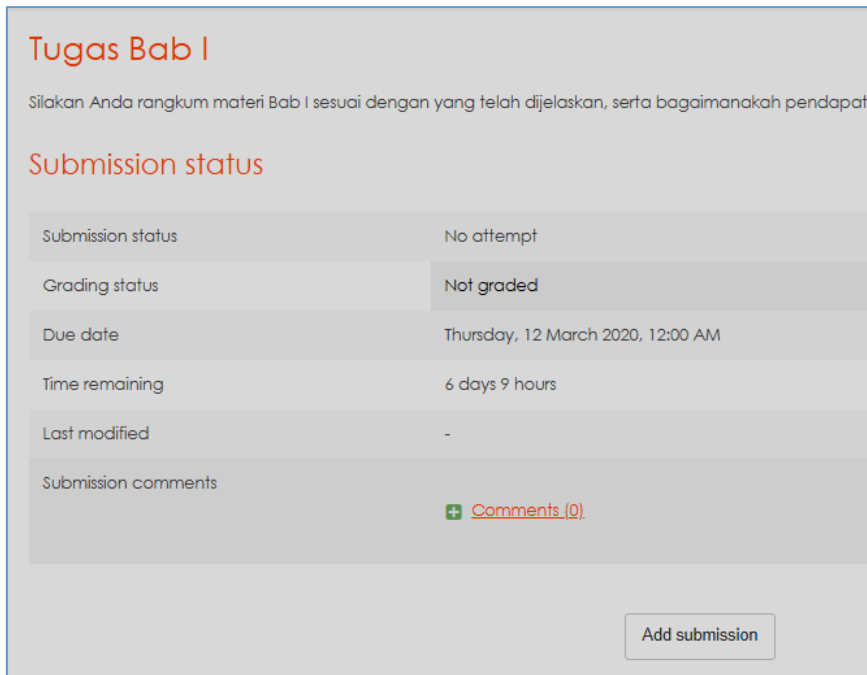 Tugas Bab I
Silakan Anda rangkum materi Bab I sesuai dengan yang telah dijelaskan, serta bagaimanakah pendapat
Submission status
Submission status No attempt
Grading status Not graded
Due date Thursday, 12 March 2020, 12:00 AM
Time remaining 6 days 9 hours
Last modified -
Submission comments
Comments (0)
Add submission